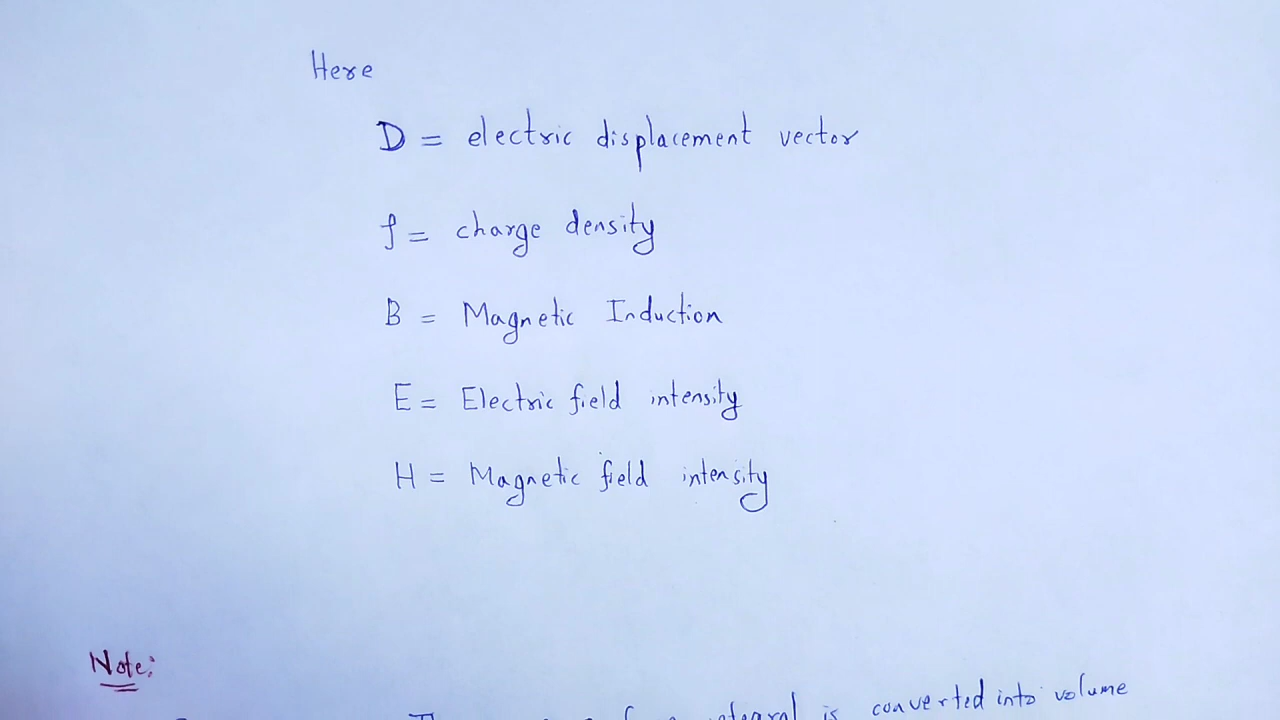 Here
D = electric displacement vector
ρ = charge density
B = Magnetic Induction
E = Electric field intensity
H = Magnetic field intensity
Note:
is converted into volume